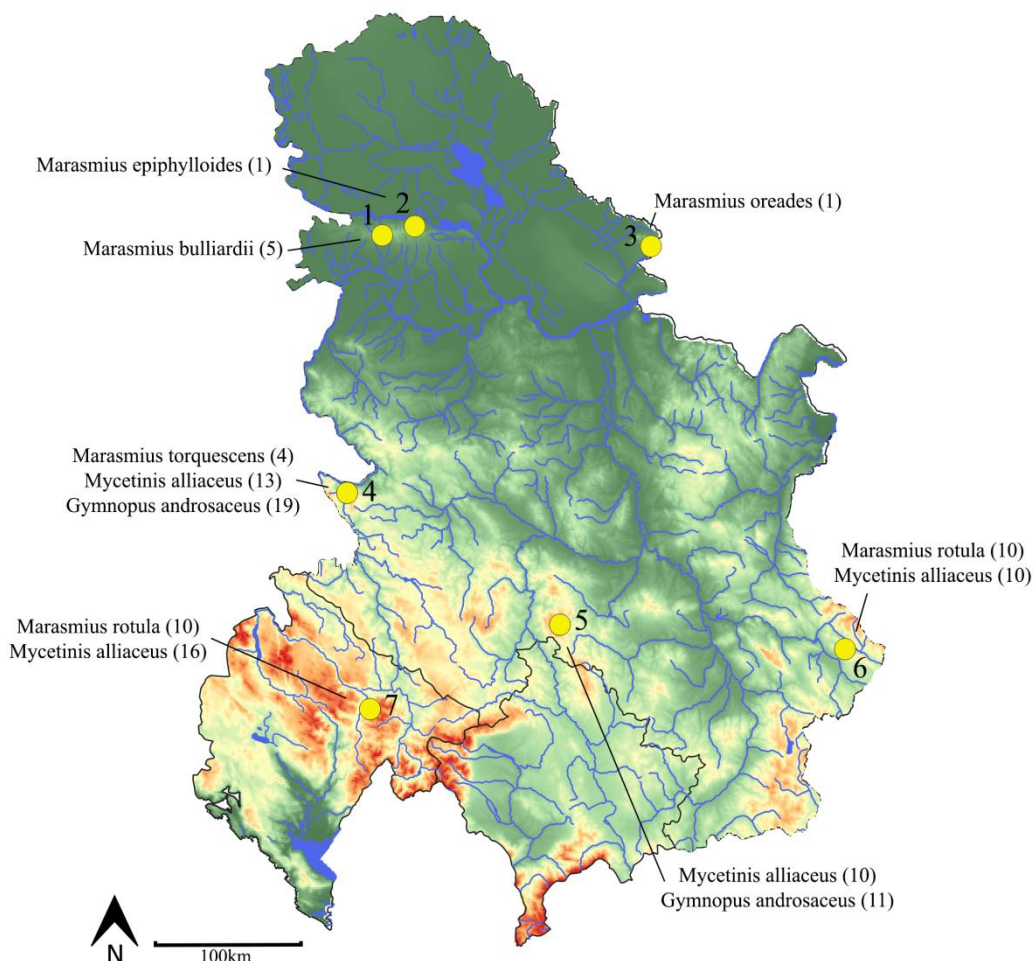 Marasmius epiphylloides (1)
1
2
Marasmius bulliardii (5)
Marasmius oreades (1)
3
Marasmius torquescens (4)
Mycetinis alliaceus (13)
Gymnopus androsaceus (19)
4
Marasmius rotula (10)
Mycetinis alliaceus (10)
5
6
Marasmius rotula (10)
Mycetinis alliaceus (16)
7
Mycetinis alliaceus (10)
Gymnopus androsaceus (11)
N
100km